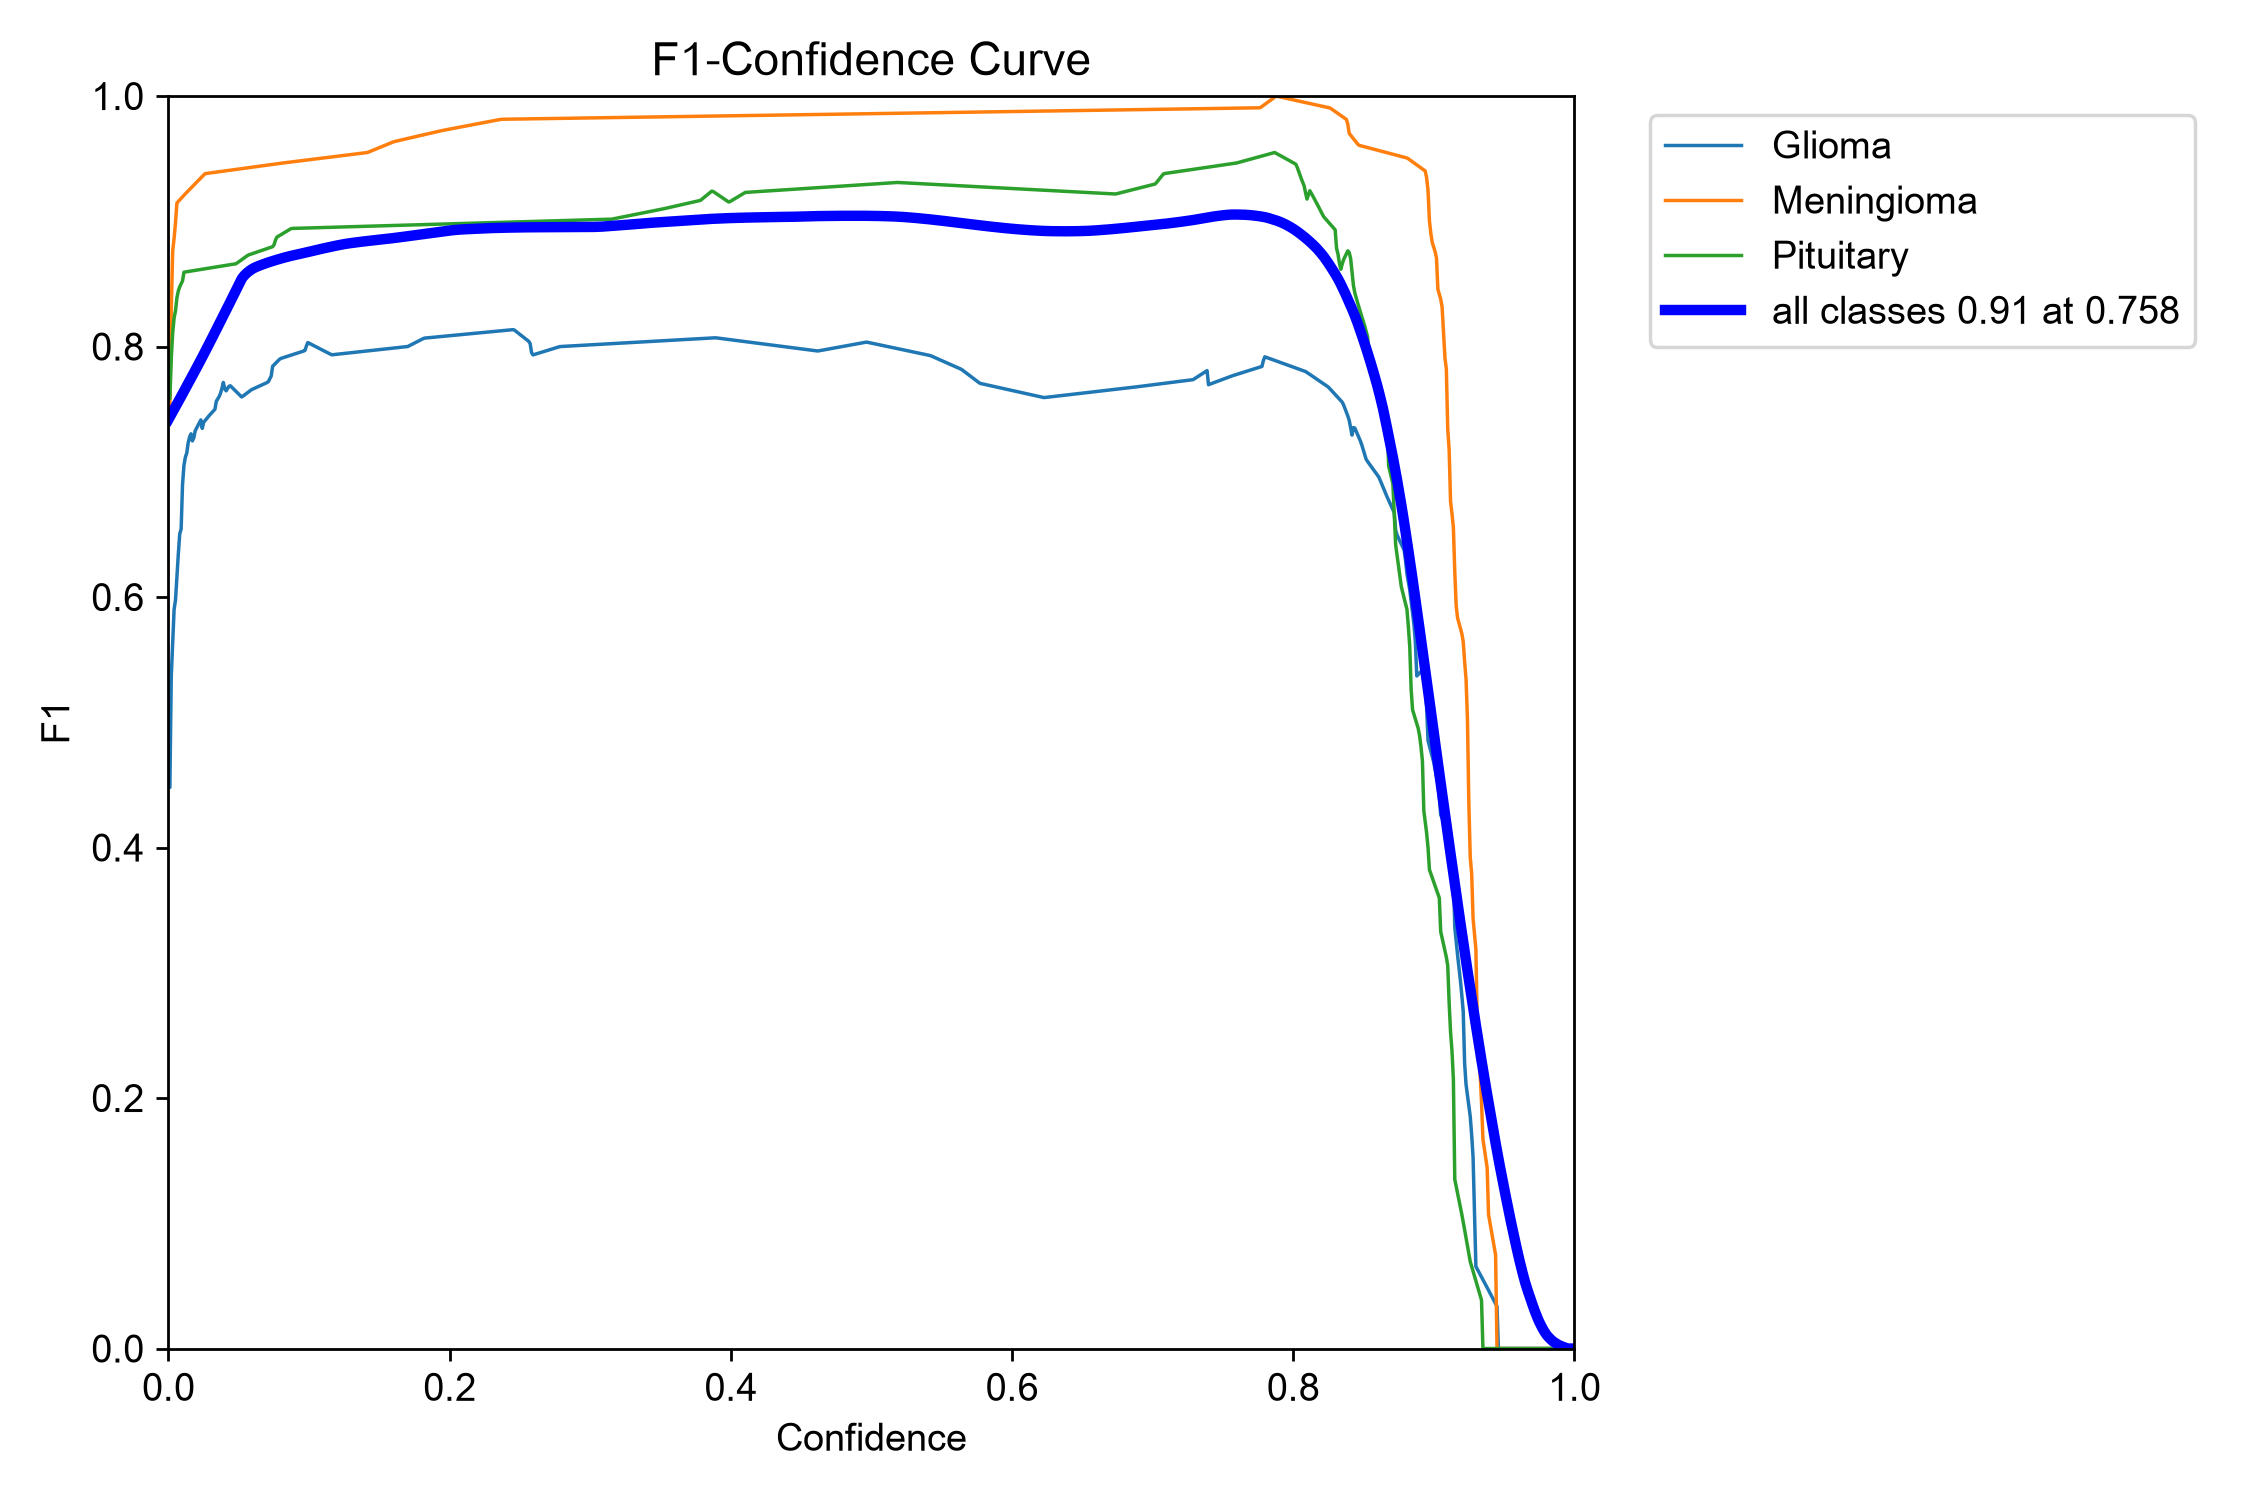 F1-Confidence Curve
1.0
0.8
0.6
0.4
0.2
0.0
F1
0.0 0.2 0.4 0.6 0.8 1.0
Confidence
Glioma
Meningioma
Pituitary
all classes 0.91 at 0.758